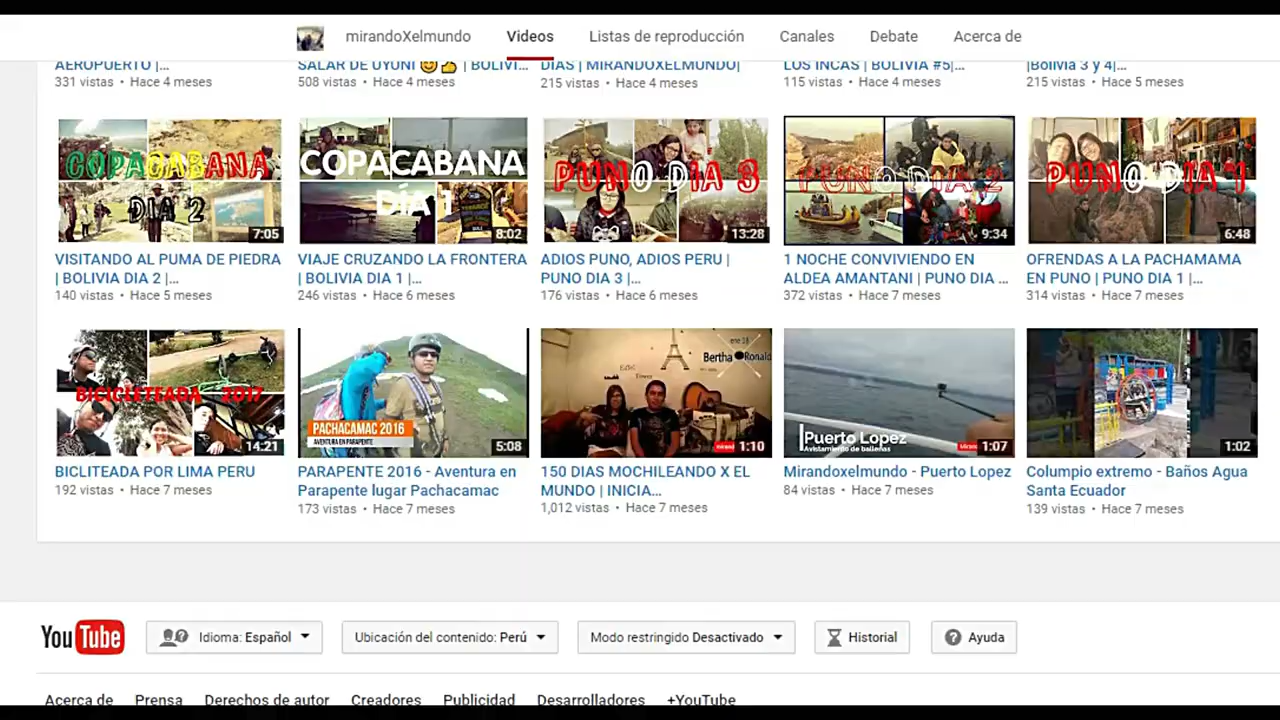 mirandoXelmundo Videos Listas de reproducción Canales Debate Acerca de
AEROPUERTO |... SALAR DE UYUNI 😊👍 | BOLIVI... DIAS | MIRANDOXELMUNDO| LOS INCAS | BOLIVIA #5|... |Bolivia 3 y 4|...
331 vistas • Hace 4 meses 508 vistas • Hace 4 meses 215 vistas • Hace 4 meses 115 vistas • Hace 4 meses 215 vistas • Hace 5 meses
COPACABANA COPACABANA PUNO DIA 3 PUNO DIA 2 PUNO DIA 1
DIA 2 DÍA 1
7:05 8:02 13:28 9:34 6:48
VISITANDO AL PUMA DE PIEDRA VIAJE CRUZANDO LA FRONTERA ADIOS PUNO, ADIOS PERU | 1 NOCHE CONVIVIENDO EN OFRENDAS A LA PACHAMAMA
| BOLIVIA DIA 2 |... | BOLIVIA DIA 1 |... PUNO DIA 3 |... ALDEA AMANTANI | PUNO DIA ... EN PUNO | PUNO DIA 1 |...
140 vistas • Hace 5 meses 246 vistas • Hace 6 meses 176 vistas • Hace 6 meses 372 vistas • Hace 7 meses 314 vistas • Hace 7 meses
ene 18
Bertha Ronald
BICICLETEADA 2017
PACHACAMAC 2016
AVENTURA EN PARAPENTE
Puerto Lopez
Avistamiento de ballenas
14:21 5:08 1:10 1:07 1:02
BICLITEADA POR LIMA PERU PARAPENTE 2016 - Aventura en 150 DIAS MOCHILEANDO X EL Mirandoxelmundo - Puerto Lopez Columpio extremo - Baños Agua
Parapente lugar Pachacamac MUNDO | INICIA... Santa Ecuador
192 vistas • Hace 7 meses 173 vistas • Hace 7 meses 1,012 vistas • Hace 7 meses 84 vistas • Hace 7 meses 139 vistas • Hace 7 meses
YouTube Idioma: Español Ubicación del contenido: Perú Modo restringido Desactivado Historial Ayuda
Acerca de Prensa Derechos de autor Creadores Publicidad Desarrolladores +YouTube